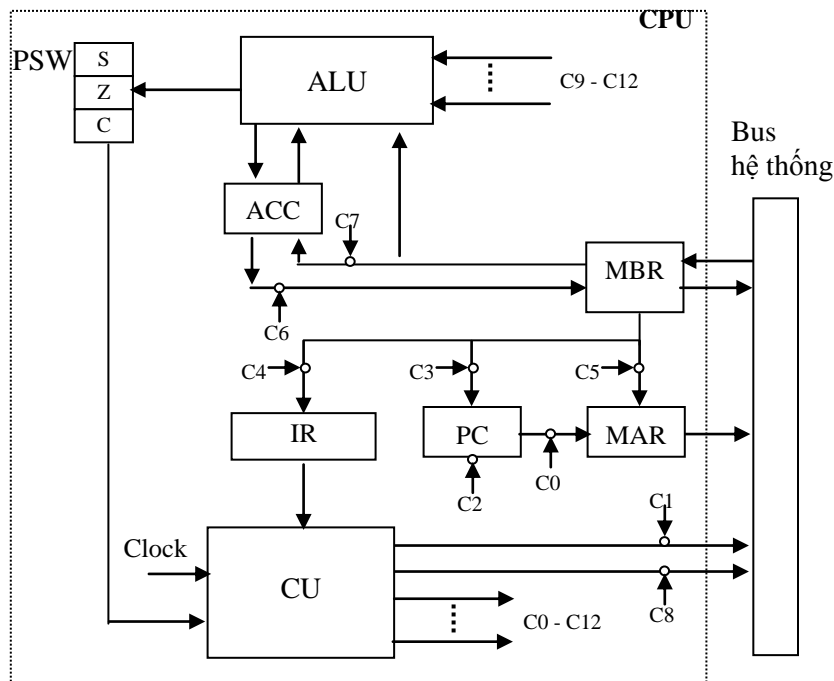 CPU
PSW
S
Z
C
ALU
C9 - C12
Bus
hệ thống
ACC
C7
MBR
C6
C4
C3
C5
IR
PC
MAR
C2
C0
C1
Clock
CU
C8
C0 - C12